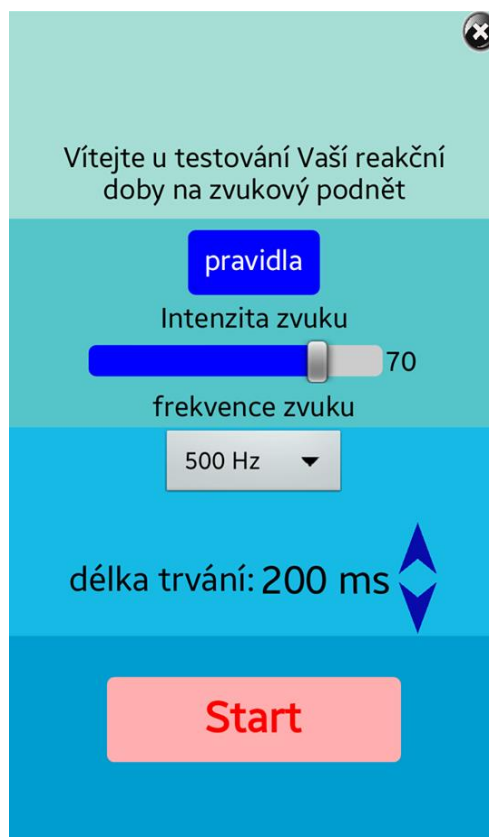 Vítejte u testování Vaší reakční
doby na zvukový podnět
pravidla
Intenzita zvuku
70
frekvence zvuku
500 Hz
délka trvání: 200 ms
Start